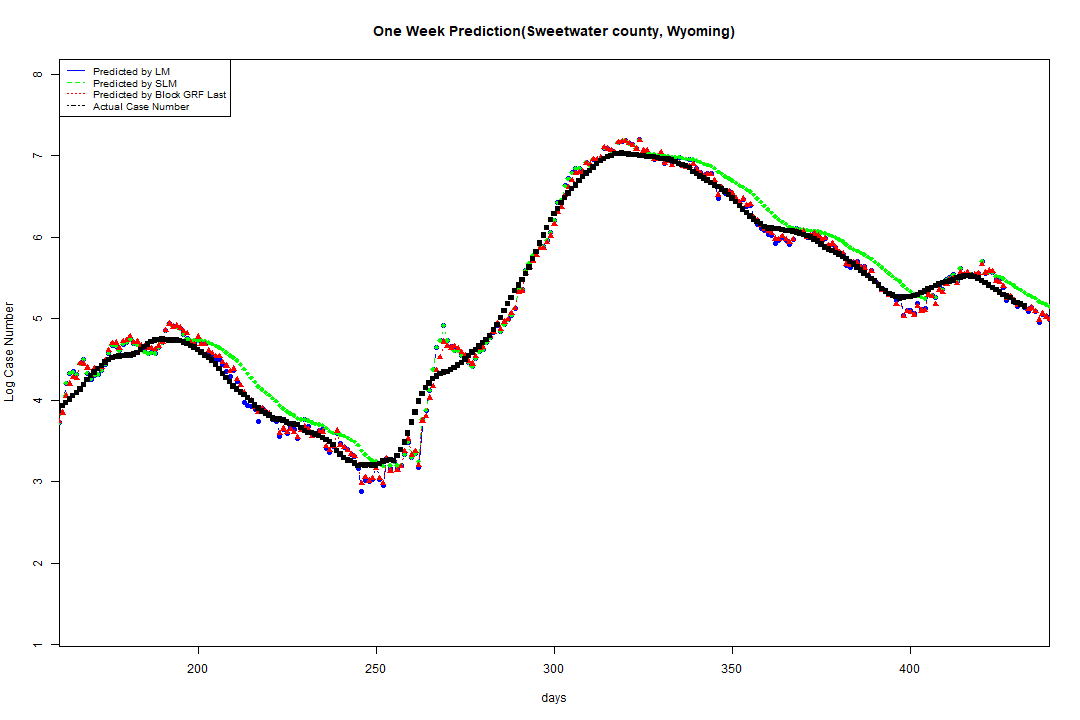 One Week Prediction(Sweetwater county, Wyoming)
Predicted by LM
Predicted by SLM
Predicted by Block GRF Last
Actual Case Number
8
7
6
5
4
3
2
1
Log Case Number
200 250 300 350 400
days